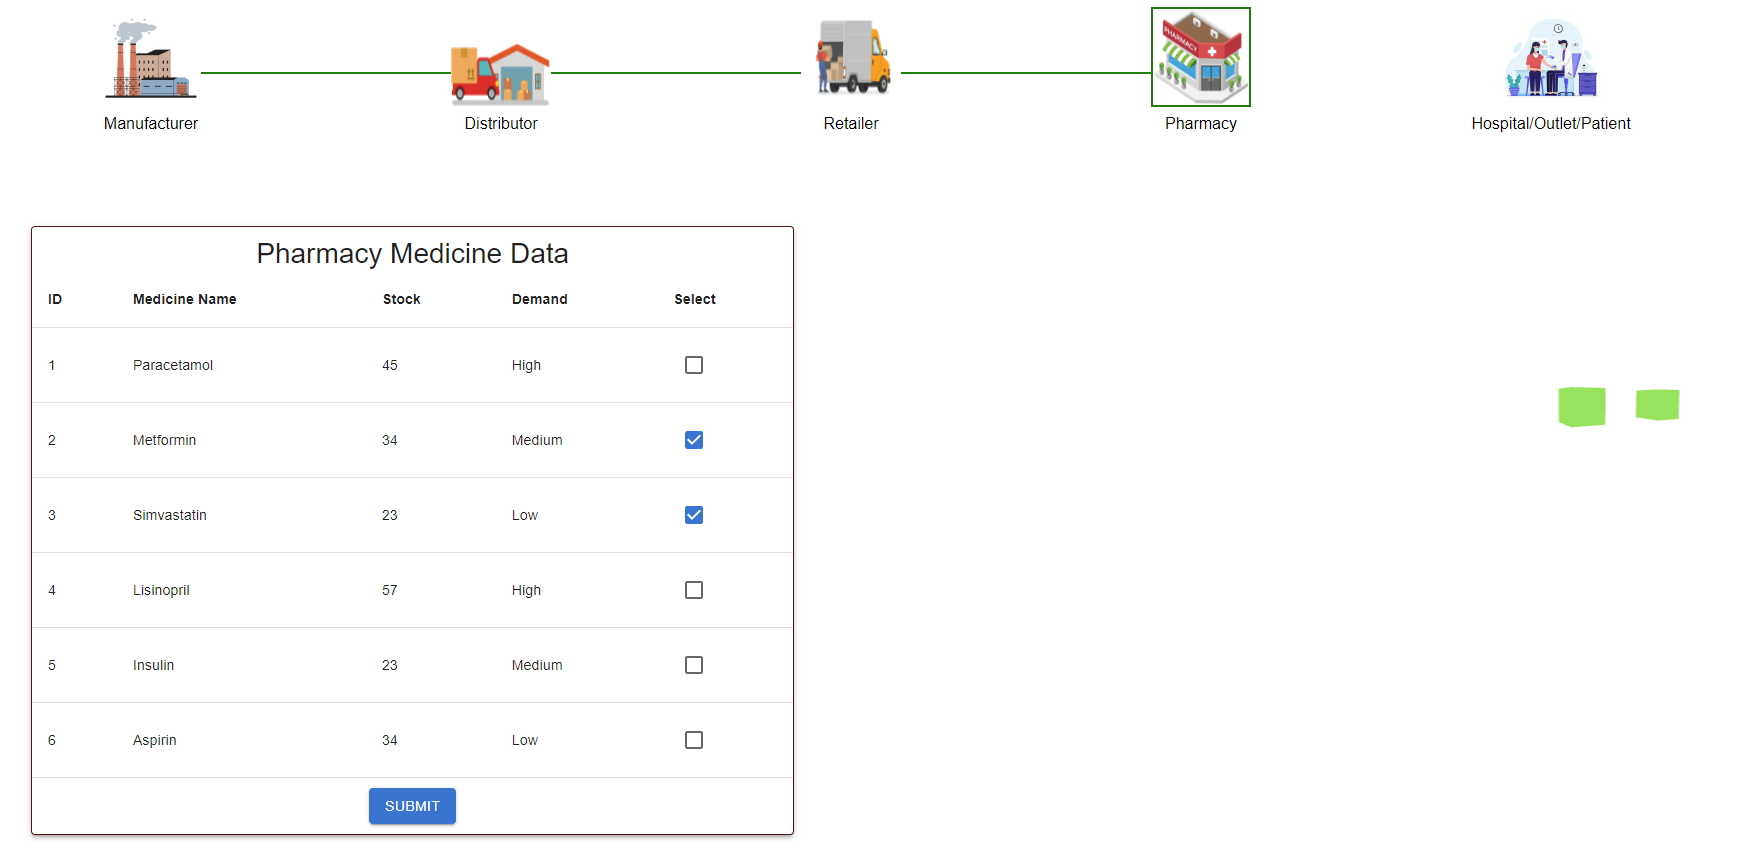 PHARMACY
Manufacturer Distributor Retailer Pharmacy Hospital/Outlet/Patient
Pharmacy Medicine Data
ID Medicine Name Stock Demand Select
1 Paracetamol 45 High
2 Metformin 34 Medium
3 Simvastatin 23 Low
4 Lisinopril 57 High
5 Insulin 23 Medium
6 Aspirin 34 Low
SUBMIT